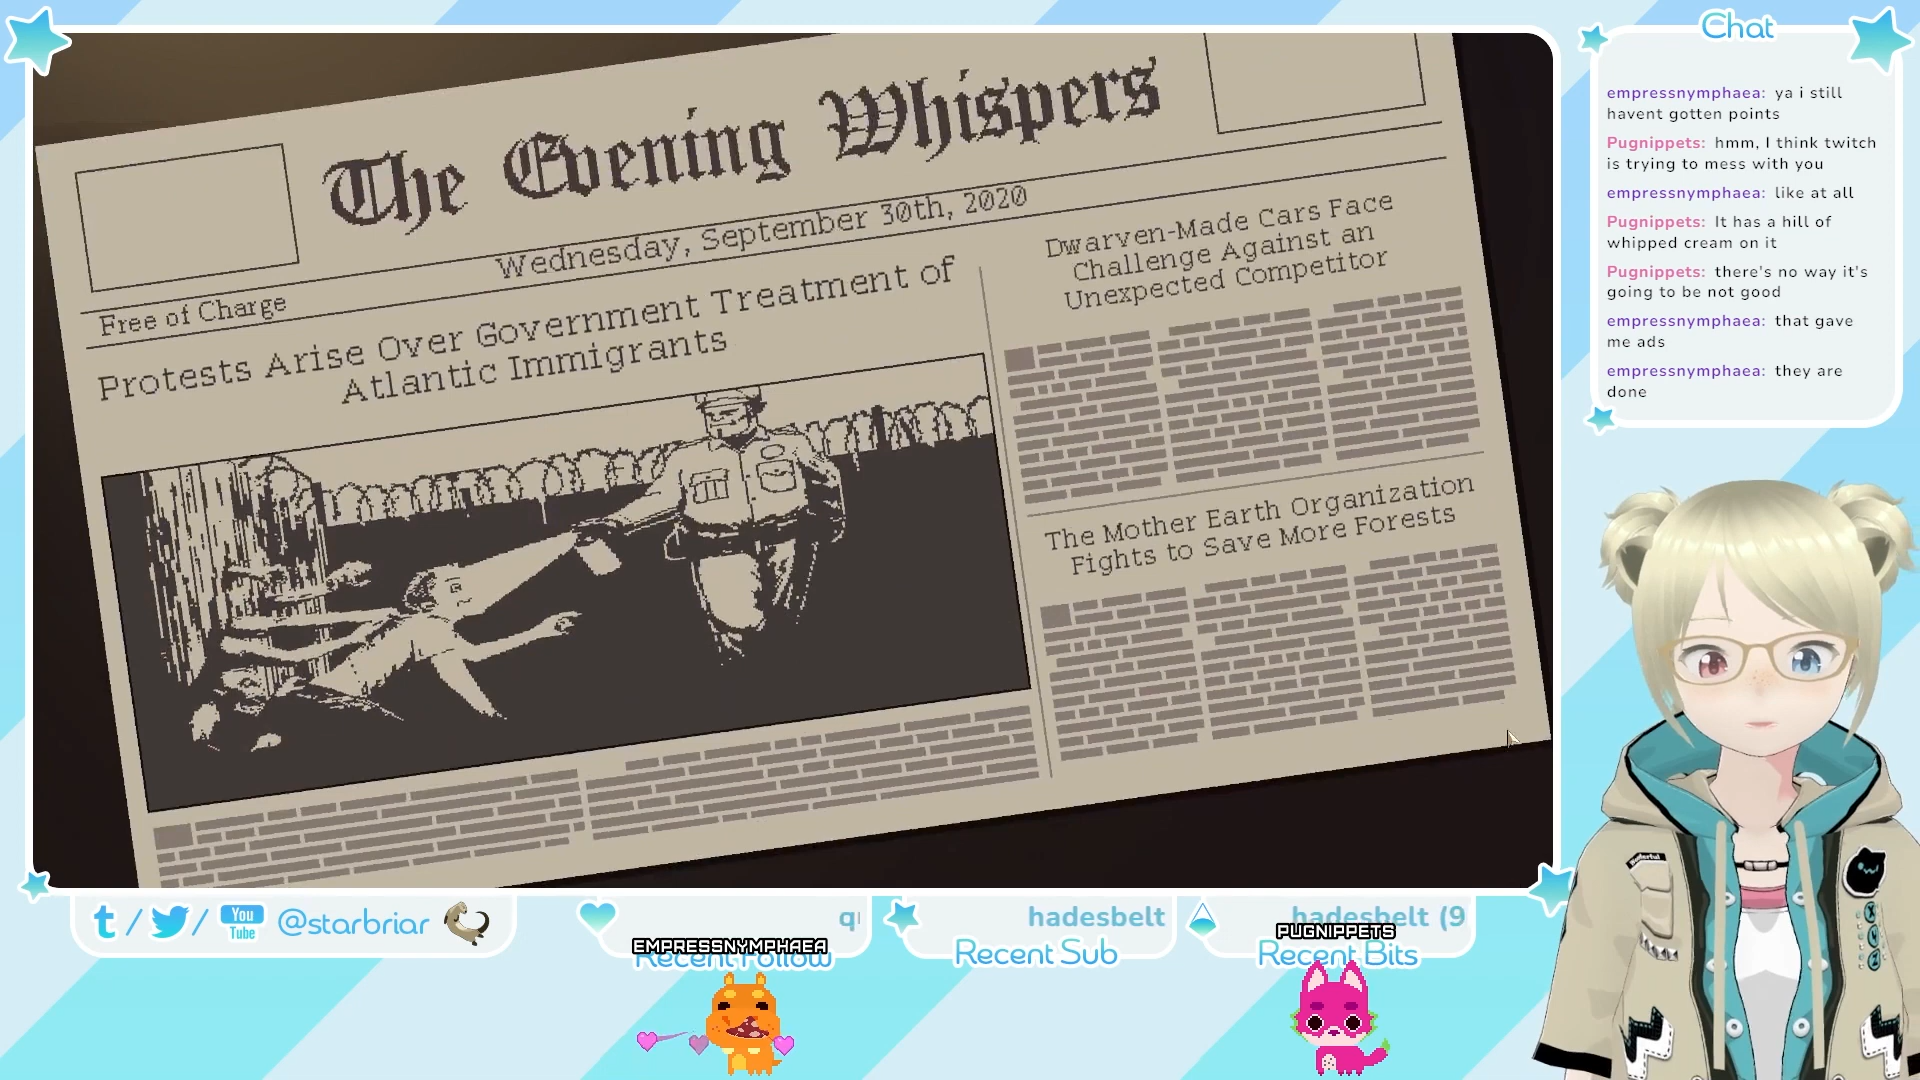 The Evening Whispers
Wednesday, September 30th, 2020
Free of Charge
Protests Arise Over Government Treatment of
Atlantic Immigrants
Dwarven-Made Cars Face
Challenge Against an
Unexpected Competitor
The Mother Earth Organization
Fights to Save More Forests
Chat
empressnymphaea: ya i still
havent gotten points
Pugnippets: hmm, I think twitch
is trying to mess with you
empressnymphaea: like at all
Pugnippets: It has a hill of
whipped cream on it
Pugnippets: there's no way it's
going to be not good
empressnymphaea: that gave
me ads
empressnymphaea: they are
done
t / / You
Tube @starbriar
hadesbelt
hadesbelt (9
EMPRESSNYMPHAEA
Recent Follow
Recent Sub
PUGNIPPETS
Recent Bits